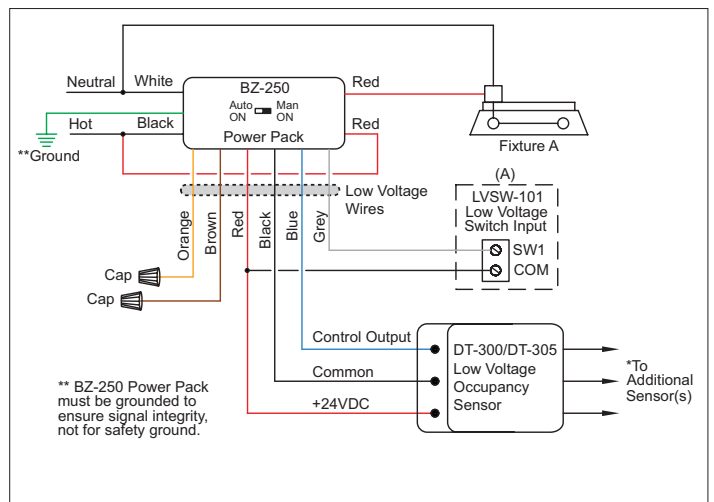 Neutral
White
BZ-250
Auto
ON
Man
ON
Power Pack
Red
Hot
Black
Red
**Ground
Fixture A
Low Voltage
Wires
Orange
Brown
Red
Black
Blue
Grey
(A)
LVSW-101
Low Voltage
Switch Input
SW1
COM
Cap
Cap
Control Output
Common
+24VDC
DT-300/DT-305
Low Voltage
Occupancy
Sensor
*To
Additional
Sensor(s)
** BZ-250 Power Pack
must be grounded to
ensure signal integrity,
not for safety ground.